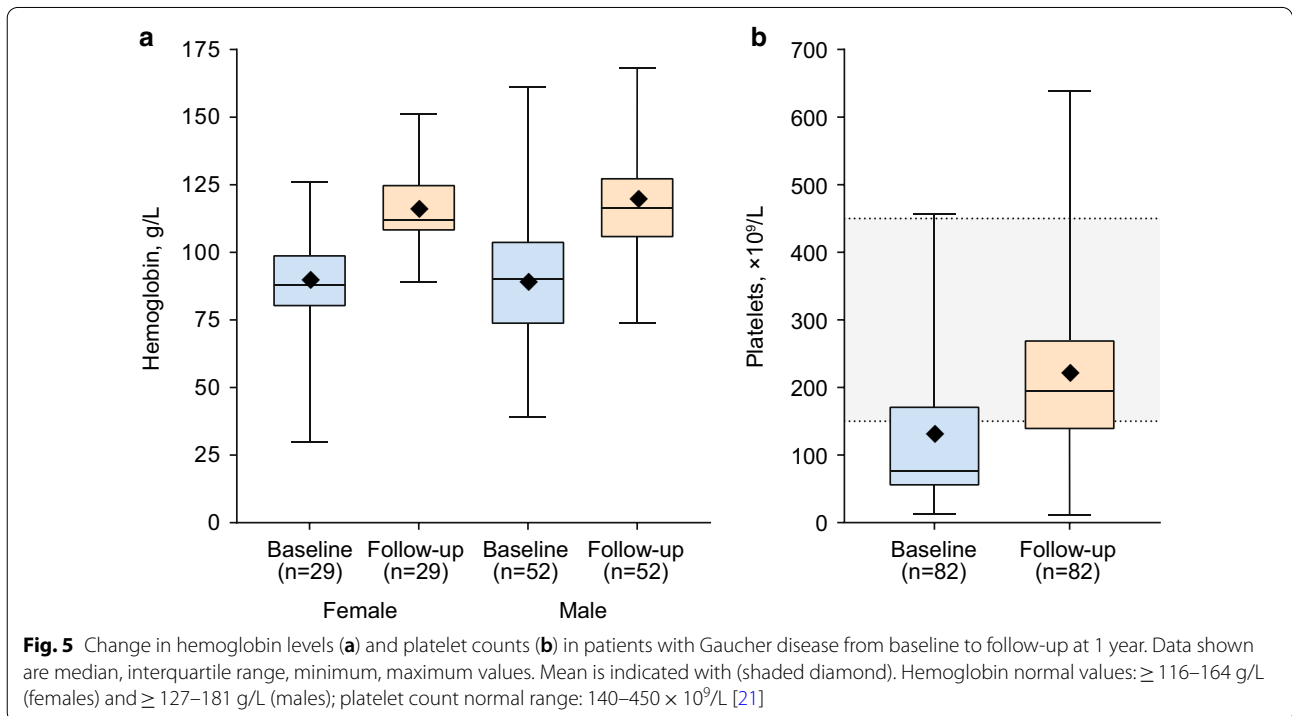 a
175
150
125
100
75
50
25
0
Hemoglobin, g/L
Baseline
(n=29)
Follow-up
(n=29)
Baseline
(n=52)
Follow-up
(n=52)
Female
Male
b
700
600
500
400
300
200
100
0
Platelets, ×10⁹/L
Baseline
(n=82)
Follow-up
(n=82)
Fig. 5 Change in hemoglobin levels (a) and platelet counts (b) in patients with Gaucher disease from baseline to follow-up at 1 year. Data shown
are median, interquartile range, minimum, maximum values. Mean is indicated with (shaded diamond). Hemoglobin normal values: ≥ 116–164 g/L
(females) and ≥ 127–181 g/L (males); platelet count normal range: 140–450 × 10⁹/L [21]